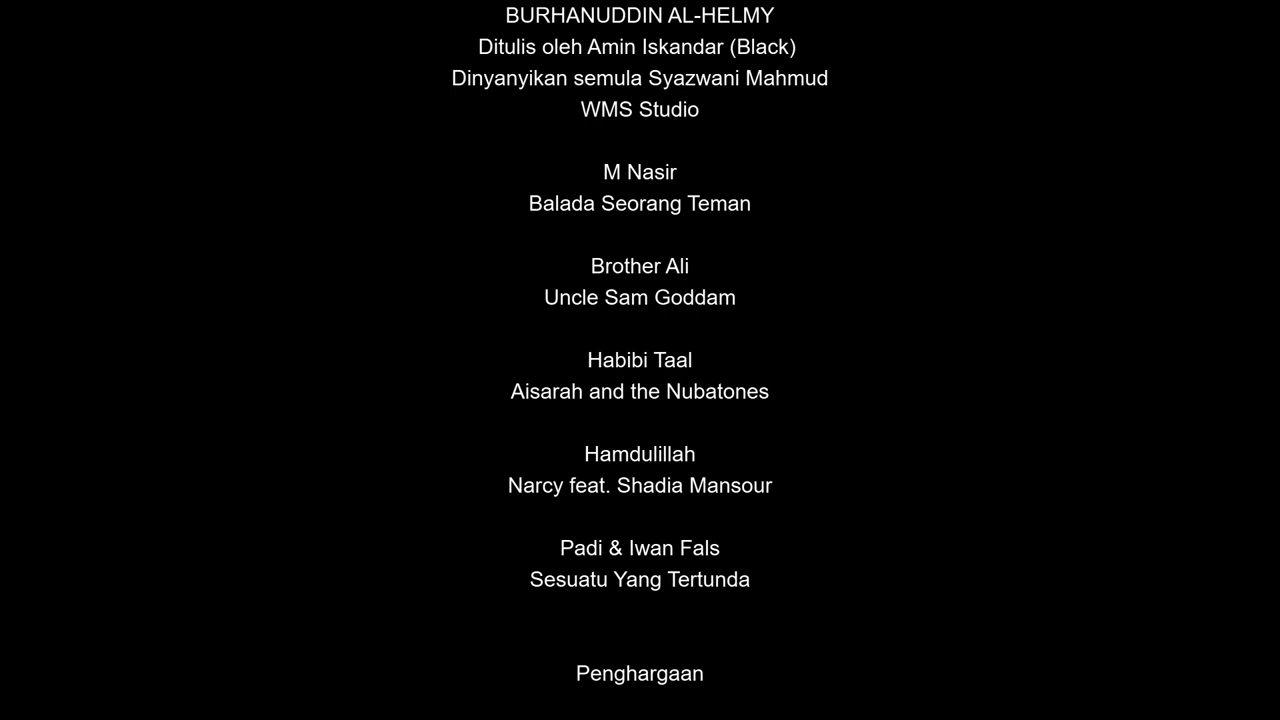 BURHANUDDIN AL-HELMY
Ditulis oleh Amin Iskandar (Black)
Dinyanyikan semula Syazwani Mahmud
WMS Studio
M Nasir
Balada Seorang Teman
Brother Ali
Uncle Sam Goddam
Habibi Taal
Aisarah and the Nubatones
Hamdulillah
Narcy feat. Shadia Mansour
Padi & Iwan Fals
Sesuatu Yang Tertunda
Penghargaan